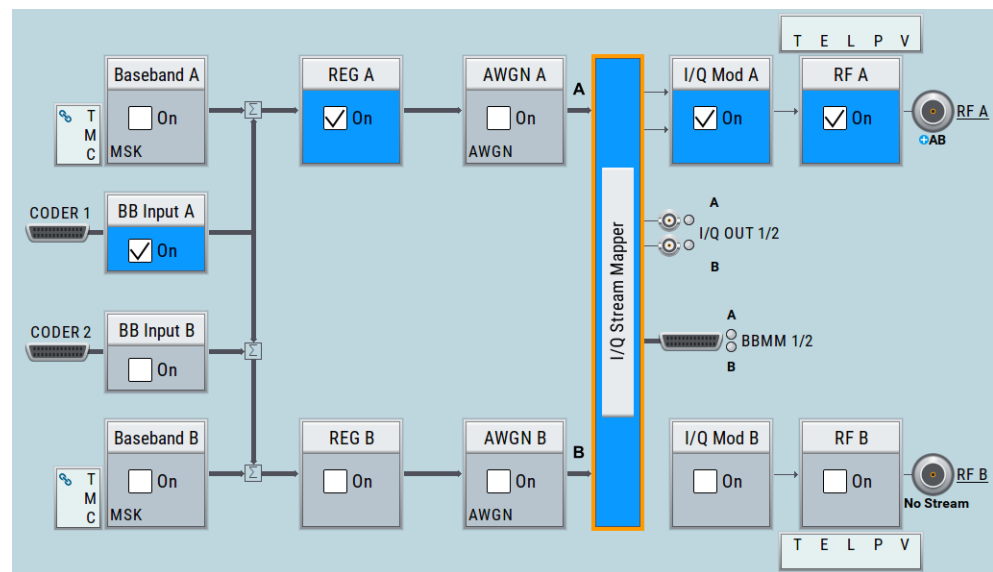 T E L P V
Baseband A
On
MSK
T
M
C
REG A
On
AWGN A
On
AWGN
A
I/Q Mod A
On
RF A
On
RF A
AB
CODER 1
BB Input A
On
A
I/Q OUT 1/2
B
I/Q Stream Mapper
CODER 2
BB Input B
On
A
BBMM 1/2
B
Baseband B
On
MSK
T
M
C
REG B
On
AWGN B
On
AWGN
B
I/Q Mod B
On
RF B
On
RF B
No Stream
T E L P V